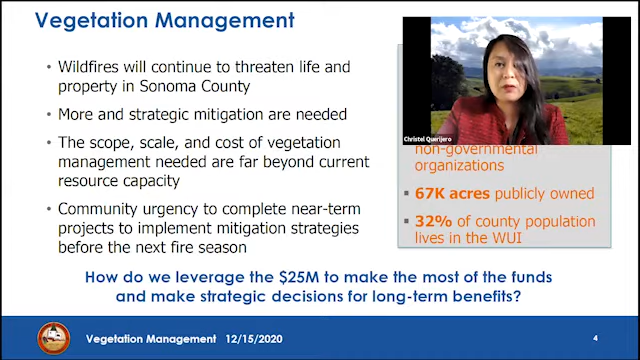 Vegetation Management
• Wildfires will continue to threaten life and
property in Sonoma County
• More and strategic mitigation are needed
• The scope, scale, and cost of vegetation
management needed are far beyond current
resource capacity
• Community urgency to complete near-term
projects to implement mitigation strategies
before the next fire season
Christel Querijero
non-governmental
organizations
• 67K acres publicly owned
• 32% of county population
lives in the WUI
How do we leverage the $25M to make the most of the funds
and make strategic decisions for long-term benefits?
Vegetation Management 12/15/2020
4